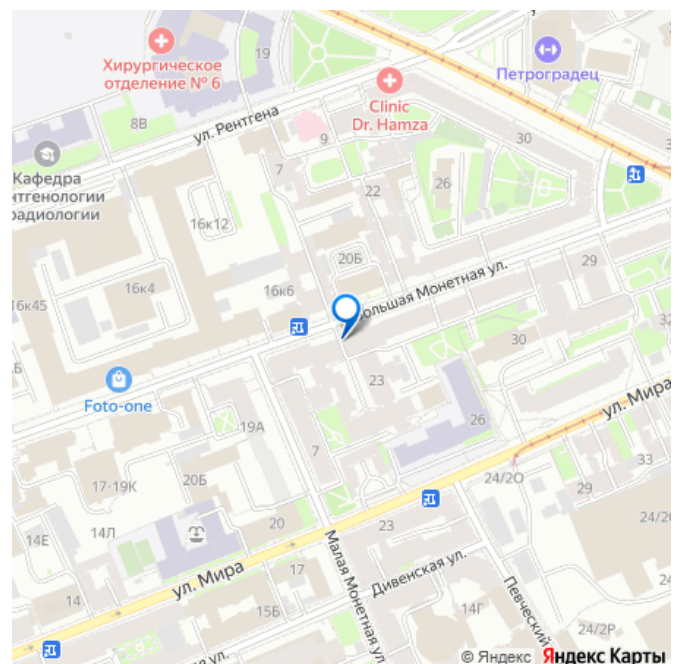 Хирургическое
отделение № 6
19
Петроградец
Clinic
Dr. Hamza
8В
ул. Рентгена
9
30
Кафедра
нтгенологии
радиологии
7
22
26
16к12
20Б
29
16к4
16к6
Большая Монетная ул.
16к45
30
23
Foto-one
ул. Мира
26
19А
7
33
17-19К
20Б
24/2О
29
14Л
20
23
14Е
24/2
Малая Монетная ул
Дивенская ул.
17
ул. Мира
14
15Б
14Г
Певческий
24/2Р
ул.
© Яндекс Яндекс Карты